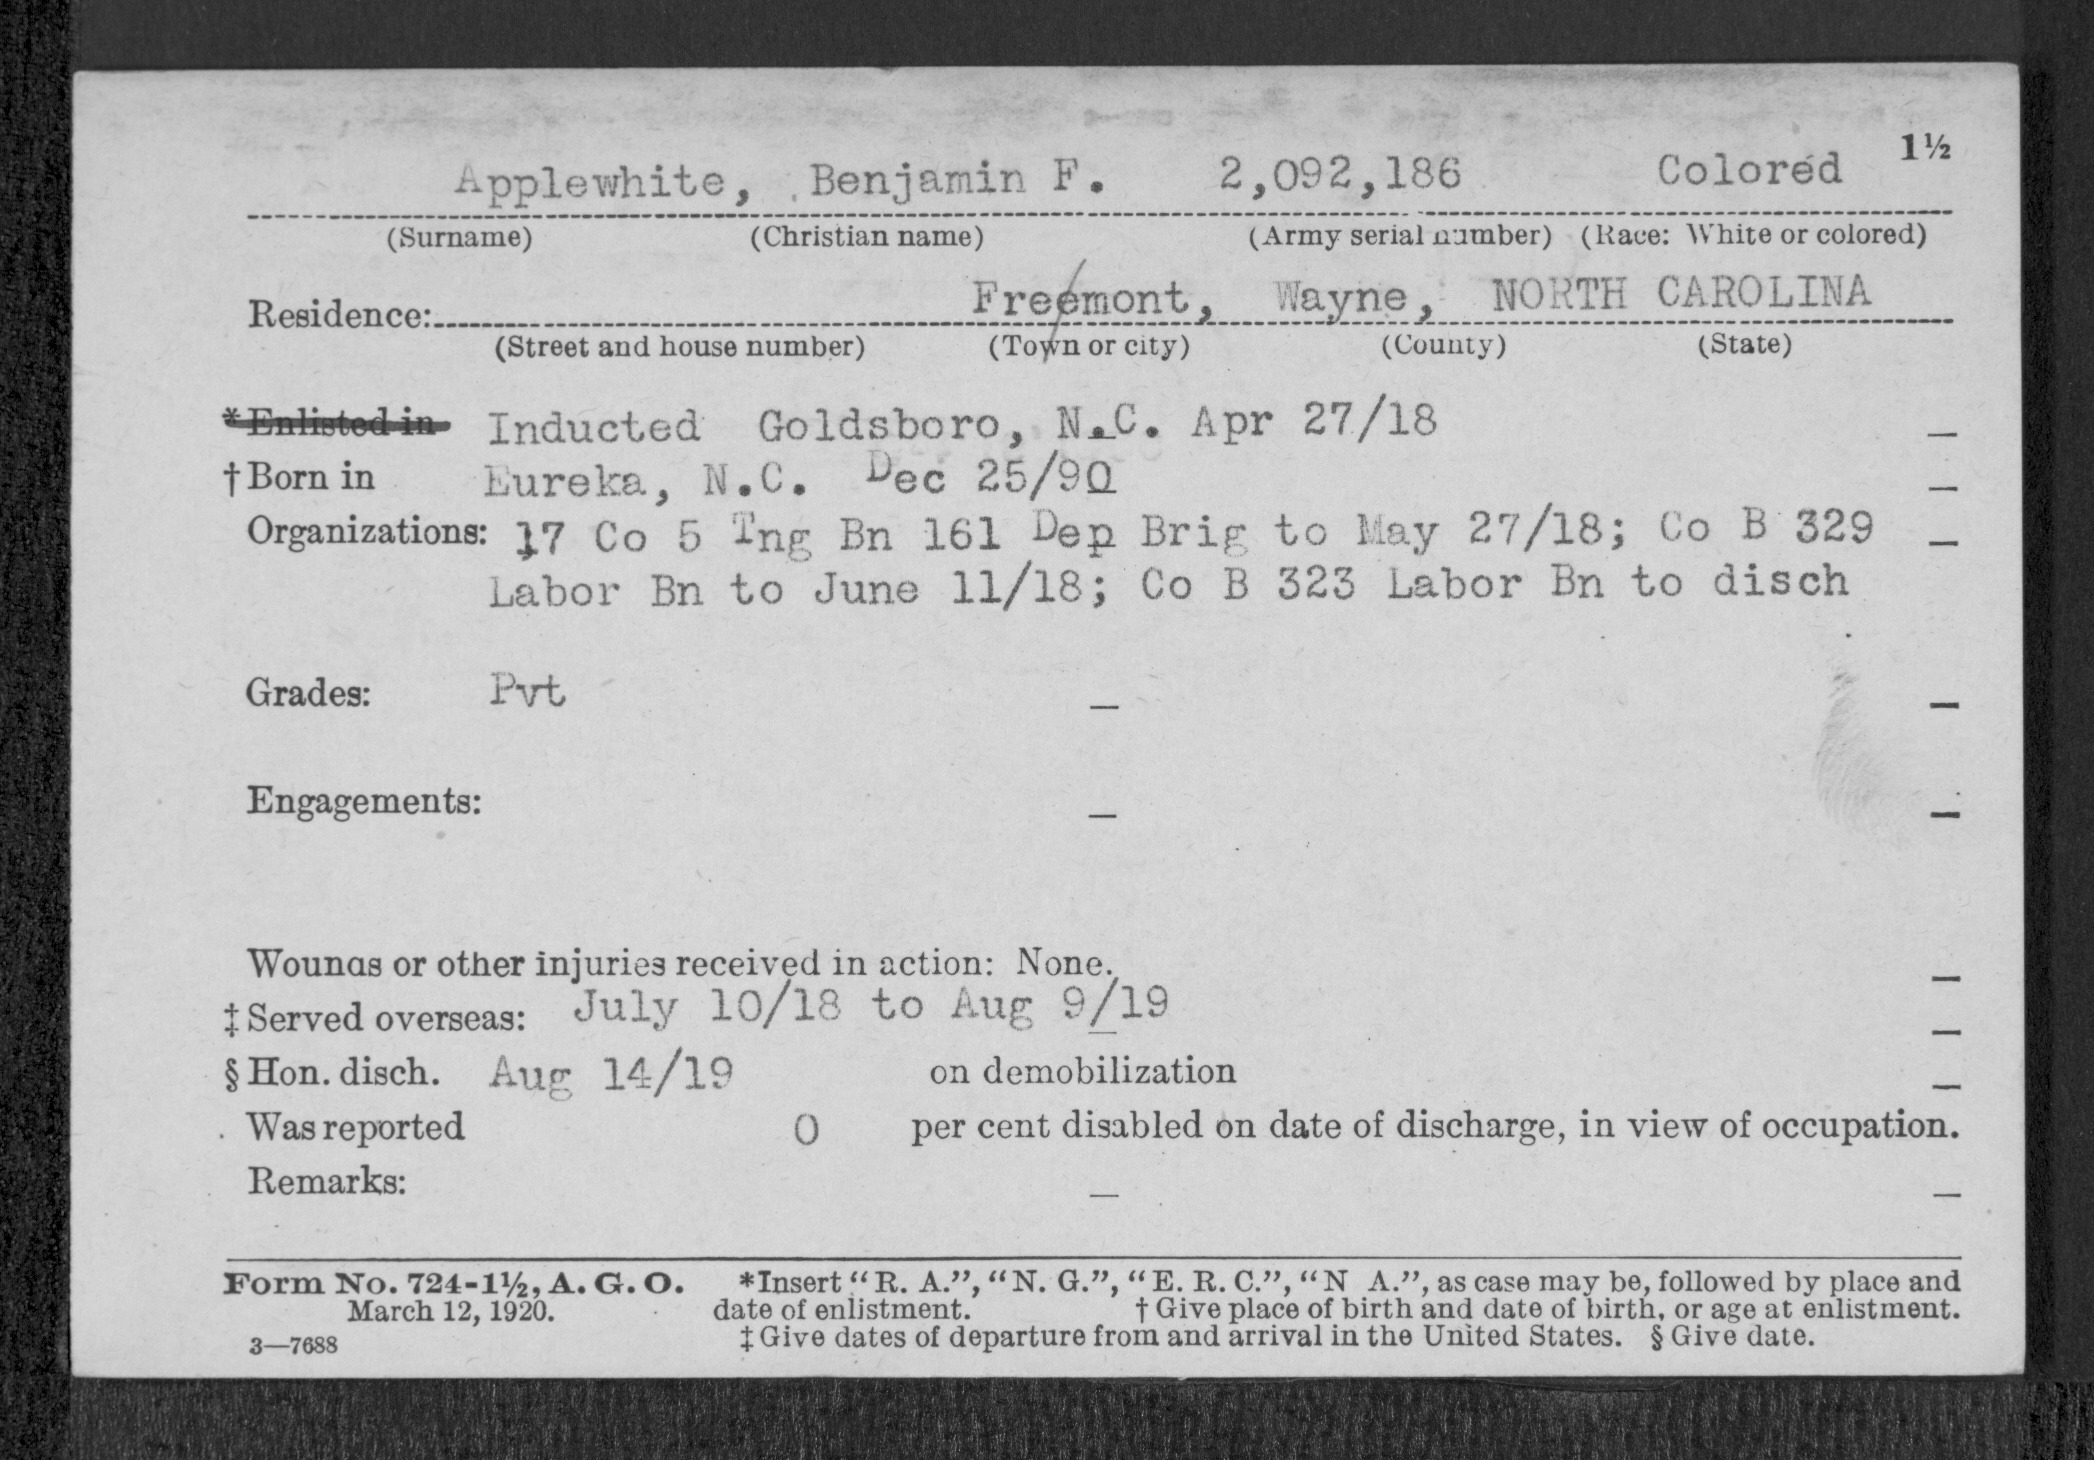 1½
Applewhite, Benjamin F. 2,092,186 Colored
(Surname) (Christian name) (Army serial number) (Race: White or colored)
Residence: Freemont, Wayne, NORTH CAROLINA
(Street and house number) (Town or city) (County) (State)
*Enlisted in Inducted Goldsboro, N.C. Apr 27/18 —
†Born in Eureka, N.C. Dec 25/90 —
Organizations: 17 Co 5 Tng Bn 161 Dep Brig to May 27/18; Co B 329 —
Labor Bn to June 11/18; Co B 323 Labor Bn to disch
Grades: Pvt — —
Engagements: — —
Wounds or other injuries received in action: None. —
‡Served overseas: July 10/18 to Aug 9/19 —
§Hon. disch. Aug 14/19 on demobilization —
Was reported 0 per cent disabled on date of discharge, in view of occupation.
Remarks: — —
Form No. 724-1½, A. G. O. *Insert "R. A.", "N. G.", "E. R. C.", "N A.", as case may be, followed by place and
March 12, 1920. date of enlistment. †Give place of birth and date of birth, or age at enlistment.
3—7688 ‡Give dates of departure from and arrival in the United States. §Give date.